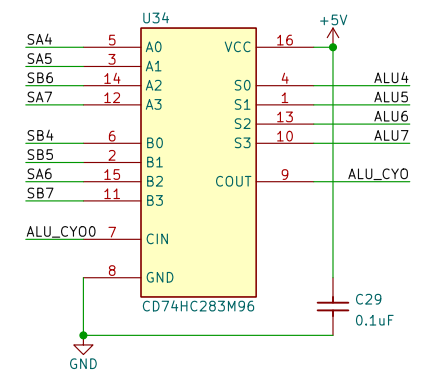 U34
+5V
SA4 5 A0 VCC 16
SA5 3 A1
SB6 14 A2 S0 4 ALU4
SA7 12 A3 S1 1 ALU5
S2 13 ALU6
SB4 6 B0 S3 10 ALU7
SB5 2 B1
SA6 15 B2 COUT 9 ALU_CYO
SB7 11 B3
ALU_CYO0 7 CIN
8 GND
C29
CD74HC283M96
0.1uF
GND